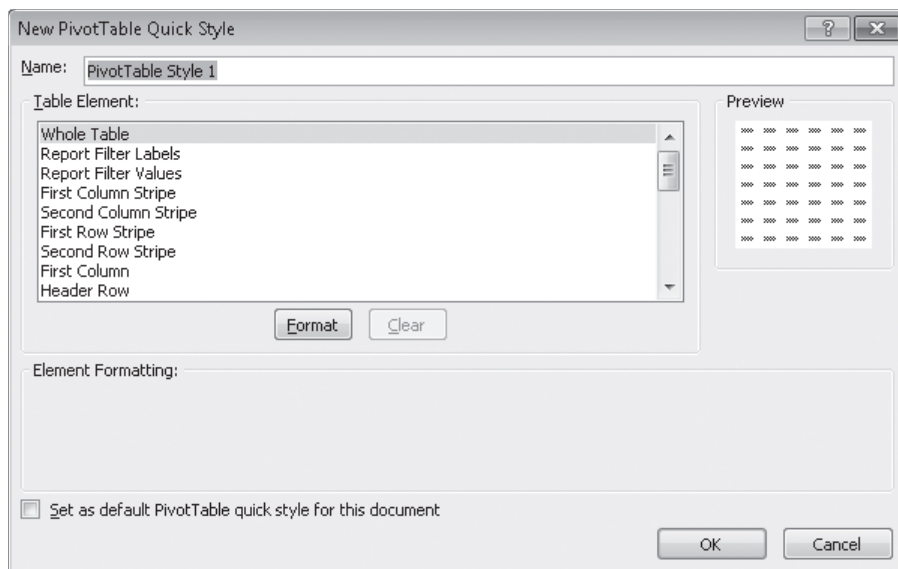 New PivotTable Quick Style
Name: PivotTable Style 1
Table Element:
Preview
Whole Table
Report Filter Labels
Report Filter Values
First Column Stripe
Second Column Stripe
First Row Stripe
Second Row Stripe
First Column
Header Row
Format Clear
Element Formatting:
Set as default PivotTable quick style for this document
OK Cancel